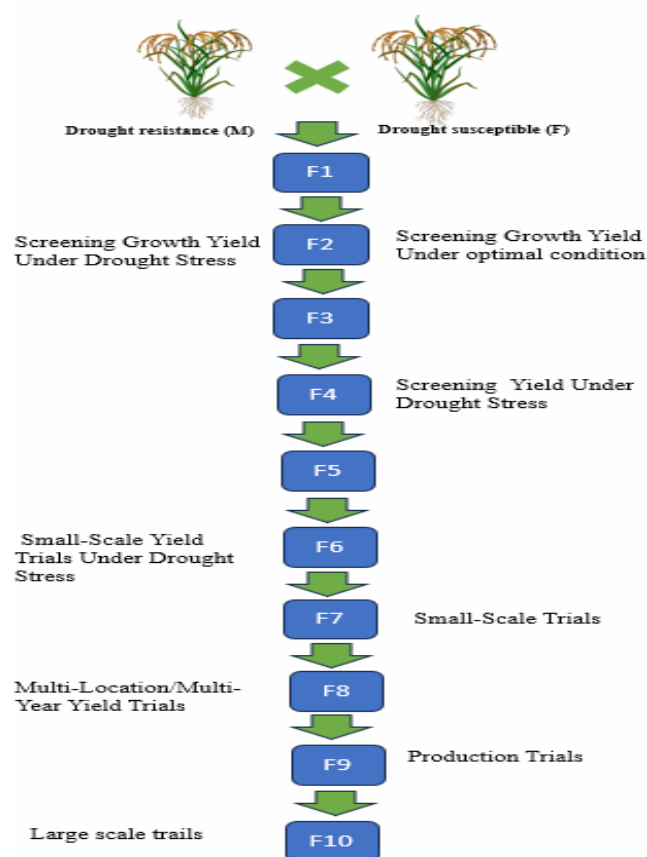 Drought resistance (M)
Drought susceptible (F)
F1
Screening Growth Yield
Under Drought Stress
F2
Screening Growth Yield
Under optimal condition
F3
F4
Screening Yield Under
Drought Stress
F5
Small-Scale Yield
Trials Under Drought
Stress
F6
F7
Small-Scale Trials
Multi-Location/Multi-
Year Yield Trials
F8
F9
Production Trials
Large scale trails
F10